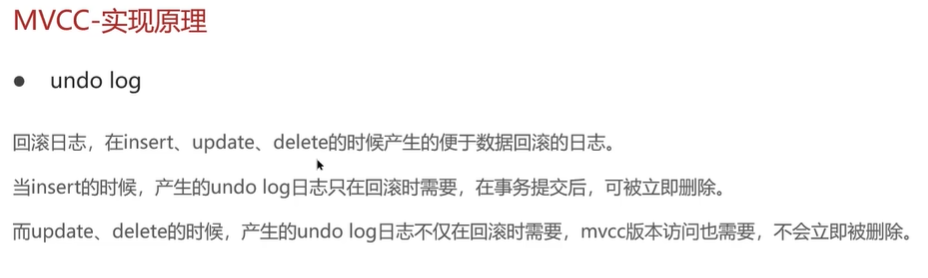 MVCC-实现原理
● undo log
回滚日志，在insert、update、delete的时候产生的便于数据回滚的日志。
当insert的时候，产生的undo log日志只在回滚时需要，在事务提交后，可被立即删除。
而update、delete的时候，产生的undo log日志不仅在回滚时需要，mvcc版本访问也需要，不会立即被删除。